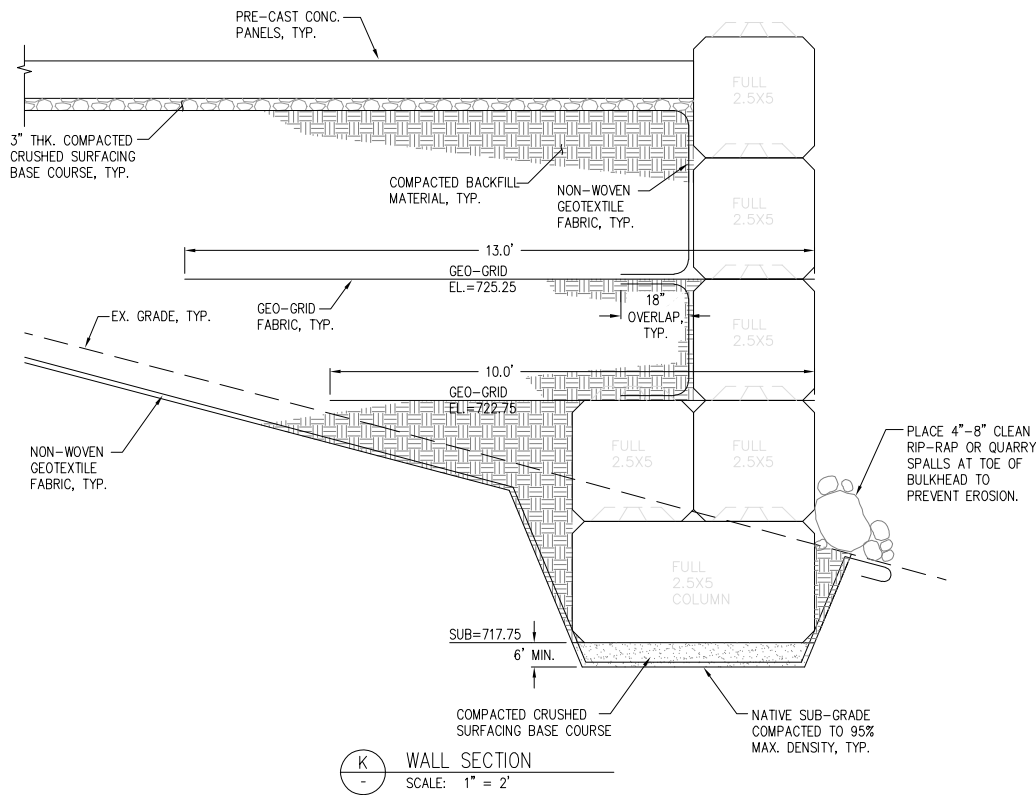 PRE-CAST CONC.
PANELS, TYP.
FULL
2.5X5
3" THK. COMPACTED
CRUSHED SURFACING
BASE COURSE, TYP.
COMPACTED BACKFILL
MATERIAL, TYP.
NON-WOVEN
GEOTEXTILE
FABRIC, TYP.
FULL
2.5X5
13.0'
GEO-GRID
EL.=725.25
GEO-GRID
FABRIC, TYP.
18"
OVERLAP,
TYP.
EX. GRADE, TYP.
FULL
2.5X5
10.0'
GEO-GRID
EL.=722.75
NON-WOVEN
GEOTEXTILE
FABRIC, TYP.
FULL
2.5X5
FULL
2.5X5
PLACE 4"-8" CLEAN
RIP-RAP OR QUARRY
SPALLS AT TOE OF
BULKHEAD TO
PREVENT EROSION.
FULL
2.5X5
COLUMN
SUB=717.75
6' MIN.
COMPACTED CRUSHED
SURFACING BASE COURSE
NATIVE SUB-GRADE
COMPACTED TO 95%
MAX. DENSITY, TYP.
K
-
WALL SECTION
SCALE: 1" = 2'